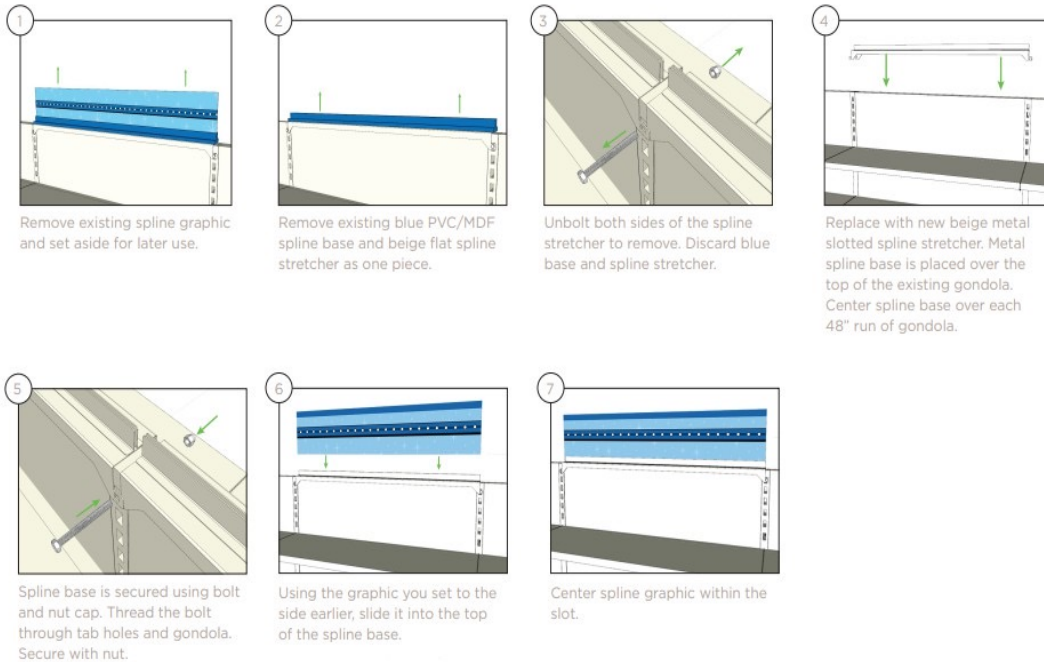 1
Remove existing spline graphic
and set aside for later use.
2
Remove existing blue PVC/MDF
spline base and beige flat spline
stretcher as one piece.
3
Unbolt both sides of the spline
stretcher to remove. Discard blue
base and spline stretcher.
4
Replace with new beige metal
slotted spline stretcher. Metal
spline base is placed over the
top of the existing gondola.
Center spline base over each
48" run of gondola.
5
Spline base is secured using bolt
and nut cap. Thread the bolt
through tab holes and gondola.
Secure with nut.
6
Using the graphic you set to the
side earlier, slide it into the top
of the spline base.
7
Center spline graphic within the
slot.